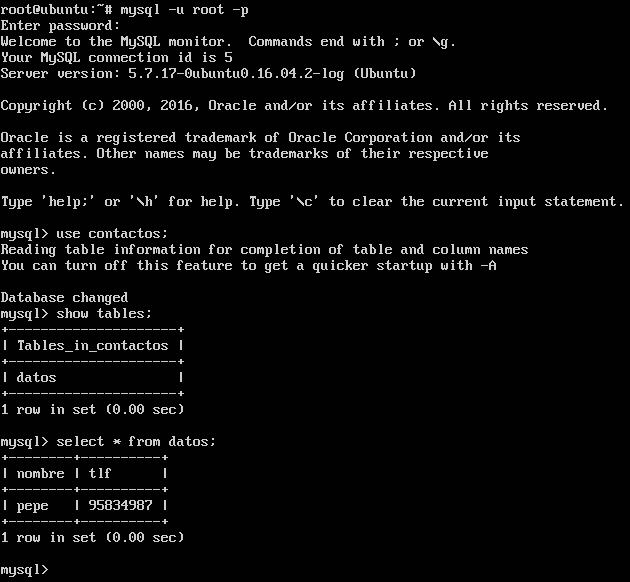 root@ubuntu:~# mysql -u root -p
Enter password:
Welcome to the MySQL monitor.  Commands end with ; or \g.
Your MySQL connection id is 5
Server version: 5.7.17-0ubuntu0.16.04.2-log (Ubuntu)

Copyright (c) 2000, 2016, Oracle and/or its affiliates. All rights reserved.

Oracle is a registered trademark of Oracle Corporation and/or its
affiliates. Other names may be trademarks of their respective
owners.

Type 'help;' or '\h' for help. Type '\c' to clear the current input statement.

mysql> use contactos;
Reading table information for completion of table and column names
You can turn off this feature to get a quicker startup with -A

Database changed
mysql> show tables;
+---------------------+
| Tables_in_contactos |
+---------------------+
| datos               |
+---------------------+
1 row in set (0.00 sec)

mysql> select * from datos;
+--------+----------+
| nombre | tlf      |
+--------+----------+
| pepe   | 95834987 |
+--------+----------+
1 row in set (0.00 sec)

mysql>